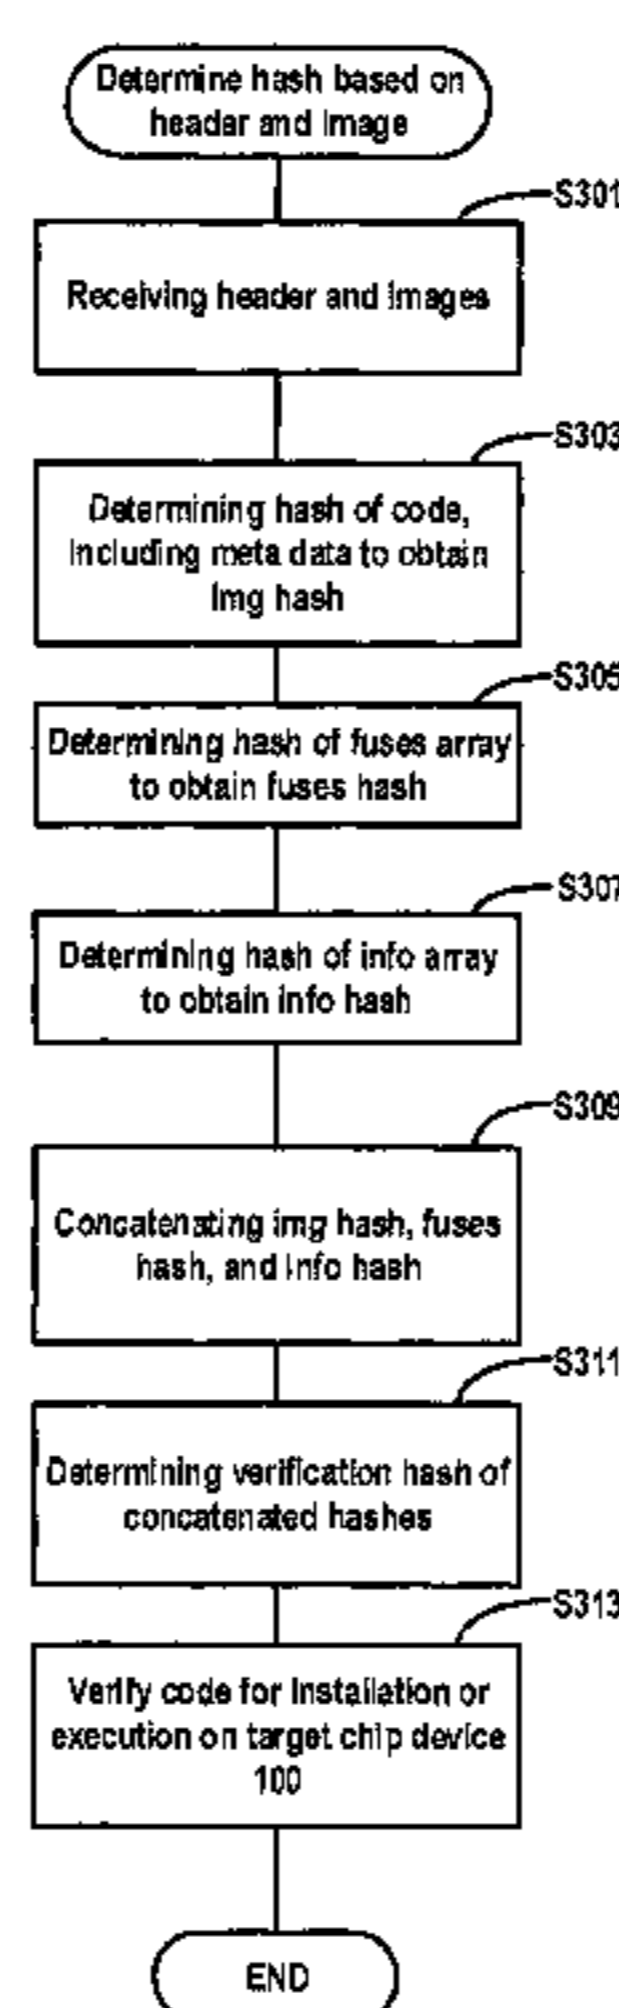 Determine hash based on
header and image
S301
Receiving header and images
S303
Determining hash of code,
including meta data to obtain
img hash
S305
Determining hash of fuses array
to obtain fuses hash
S307
Determining hash of info array
to obtain info hash
S309
Concatenating img hash, fuses
hash, and info hash
S311
Determining verification hash of
concatenated hashes
S313
Verify code for installation or
execution on target chip device
100
END